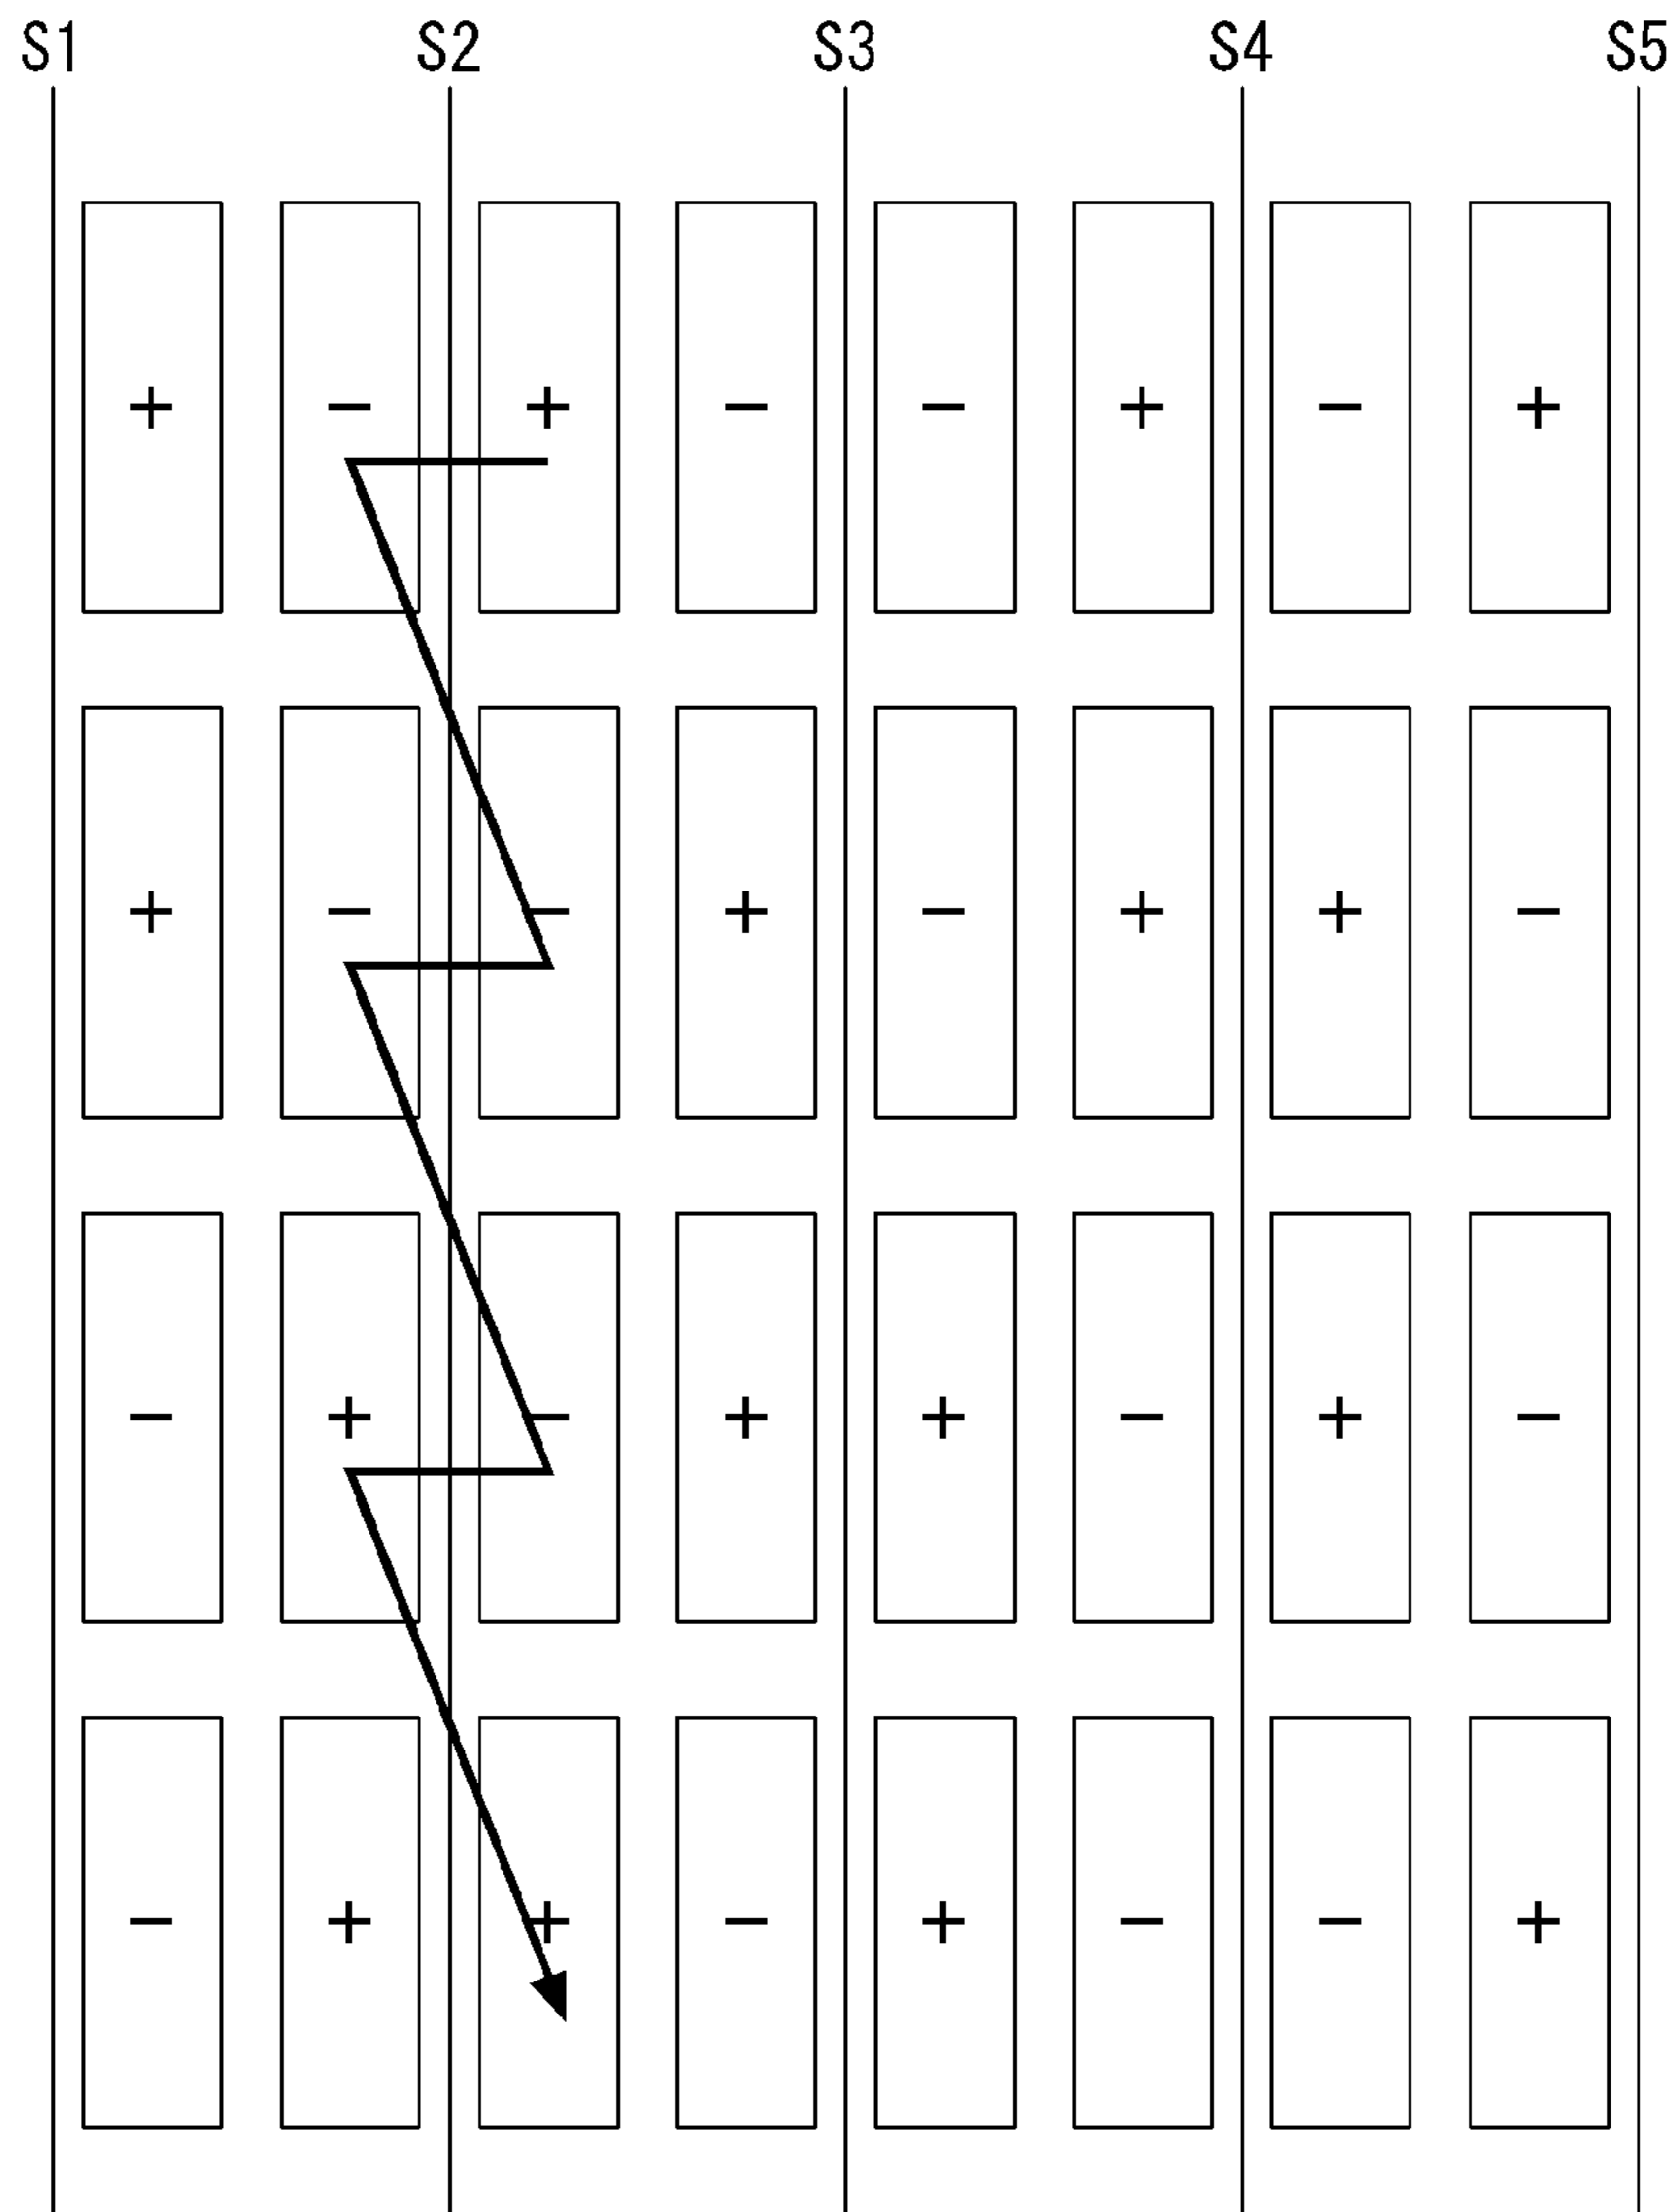 S1 S2 S3 S4 S5
+ − + − − + − +
+ − − + − + + −
− + − + + − + −
− + + − + − − +